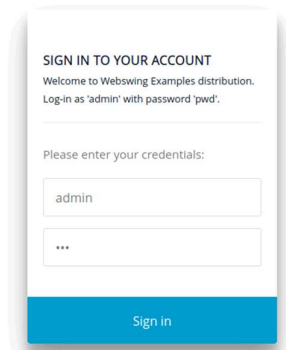 SIGN IN TO YOUR ACCOUNT
Welcome to Webswing Examples distribution.
Log-in as 'admin' with password 'pwd'.
Please enter your credentials:
admin
•••
Sign in